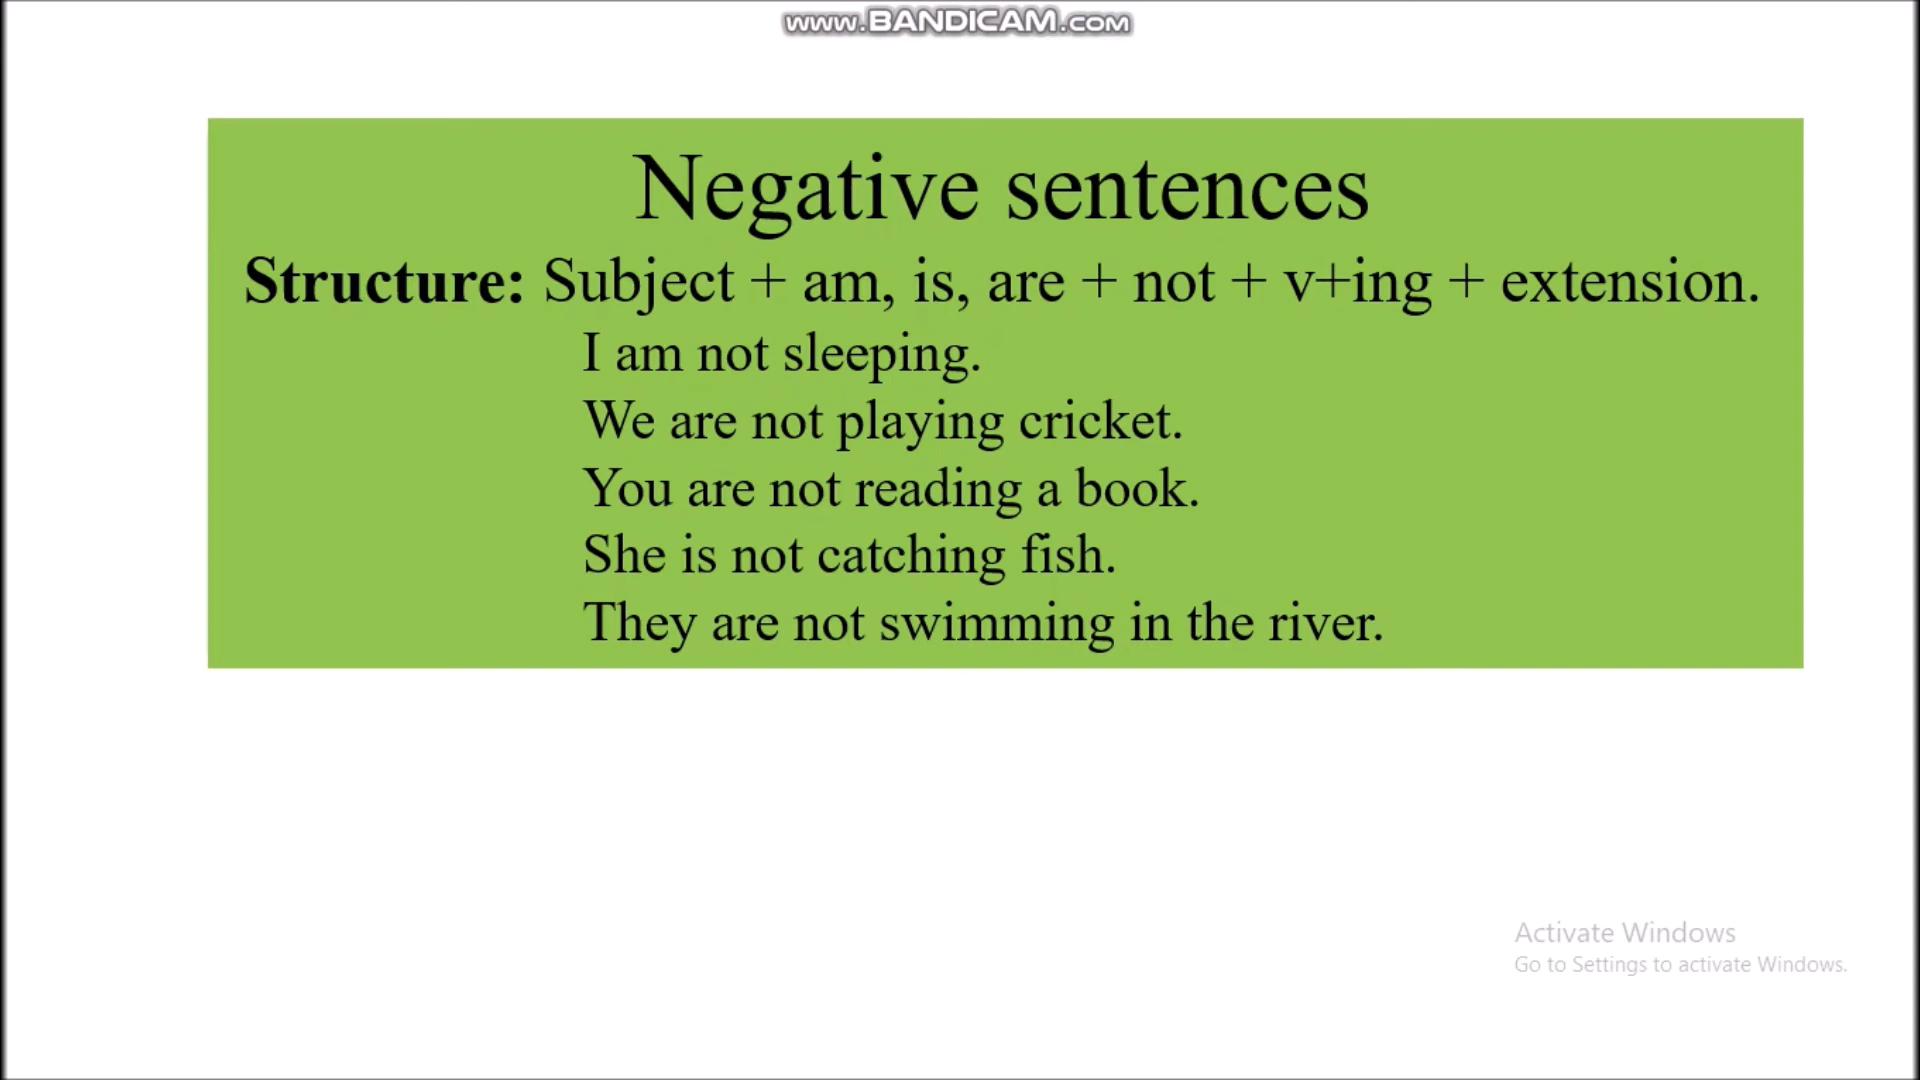 www.BANDICAM.com
Negative sentences
Structure: Subject + am, is, are + not + v+ing + extension.
I am not sleeping.
We are not playing cricket.
You are not reading a book.
She is not catching fish.
They are not swimming in the river.
Activate Windows
Go to Settings to activate Windows.